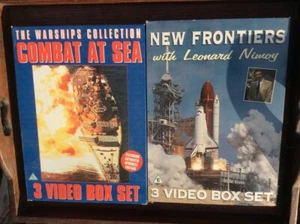 THE WARSHIPS COLLECTION
COMBAT AT SEA
3 VIDEO BOX SET
NEW FRONTIERS
with Leonard Nimoy
3 VIDEO BOX SET